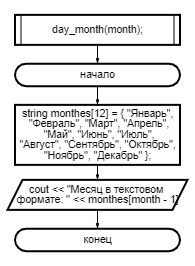 day_month(month);
начало
string monthes[12] = { "Январь",
"Февраль", "Март", "Апрель",
"Май", "Июнь", "Июль",
"Август", "Сентябрь", "Октябрь",
"Ноябрь", "Декабрь" };
cout << "Месяц в текстовом
формате: " << monthes[month - 1]
конец